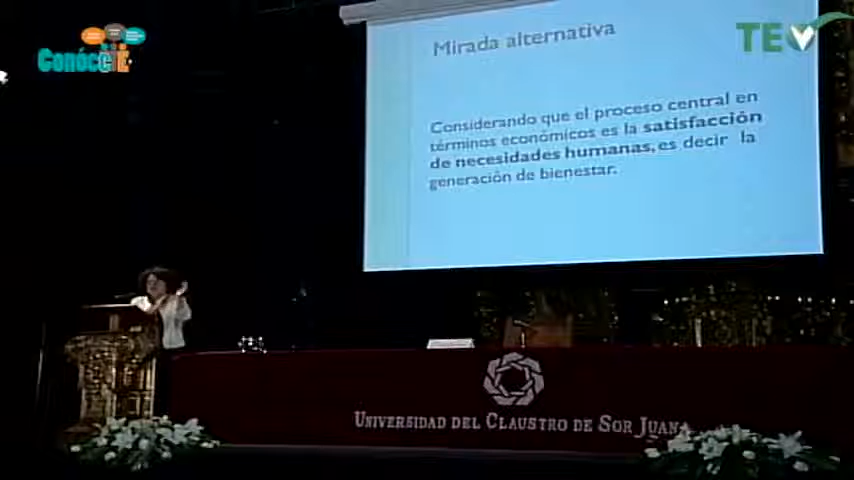 ConócETE
TEV
Mirada alternativa
Considerando que el proceso central en
términos económicos es la satisfacción
de necesidades humanas, es decir la
generación de bienestar.
UNIVERSIDAD DEL CLAUSTRO DE SOR JUANA